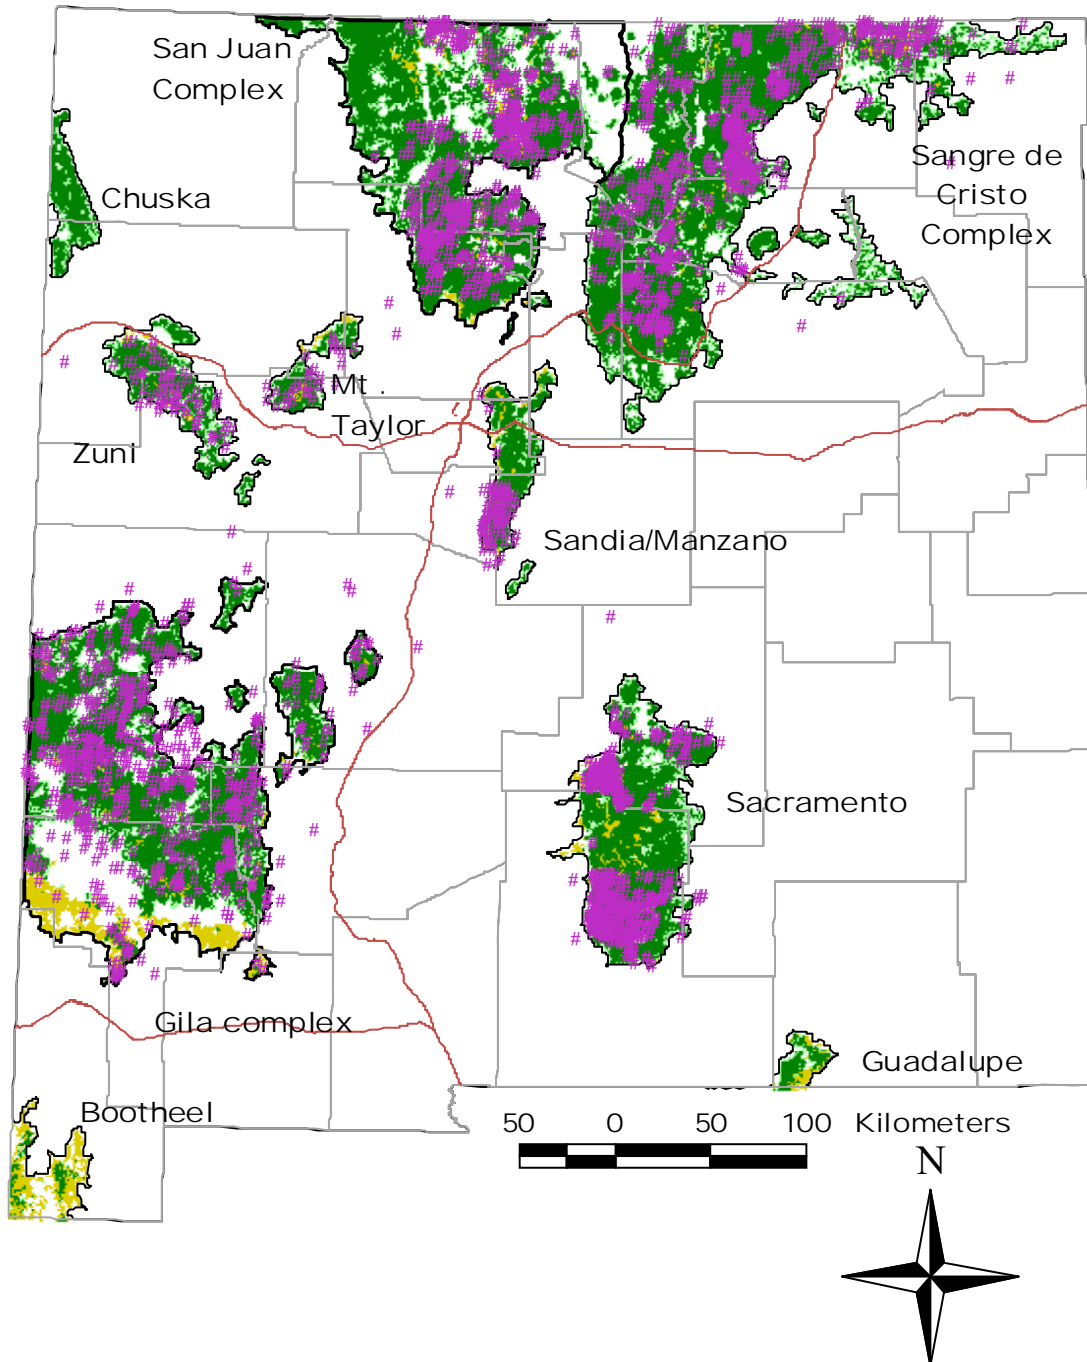 San Juan
Complex
Sangre de
Cristo
Complex
Chuska
Mt.
Taylor
Zuni
Sandia/Manzano
Sacramento
Gila complex
Guadalupe
Bootheel
50 0 50 100 Kilometers
N